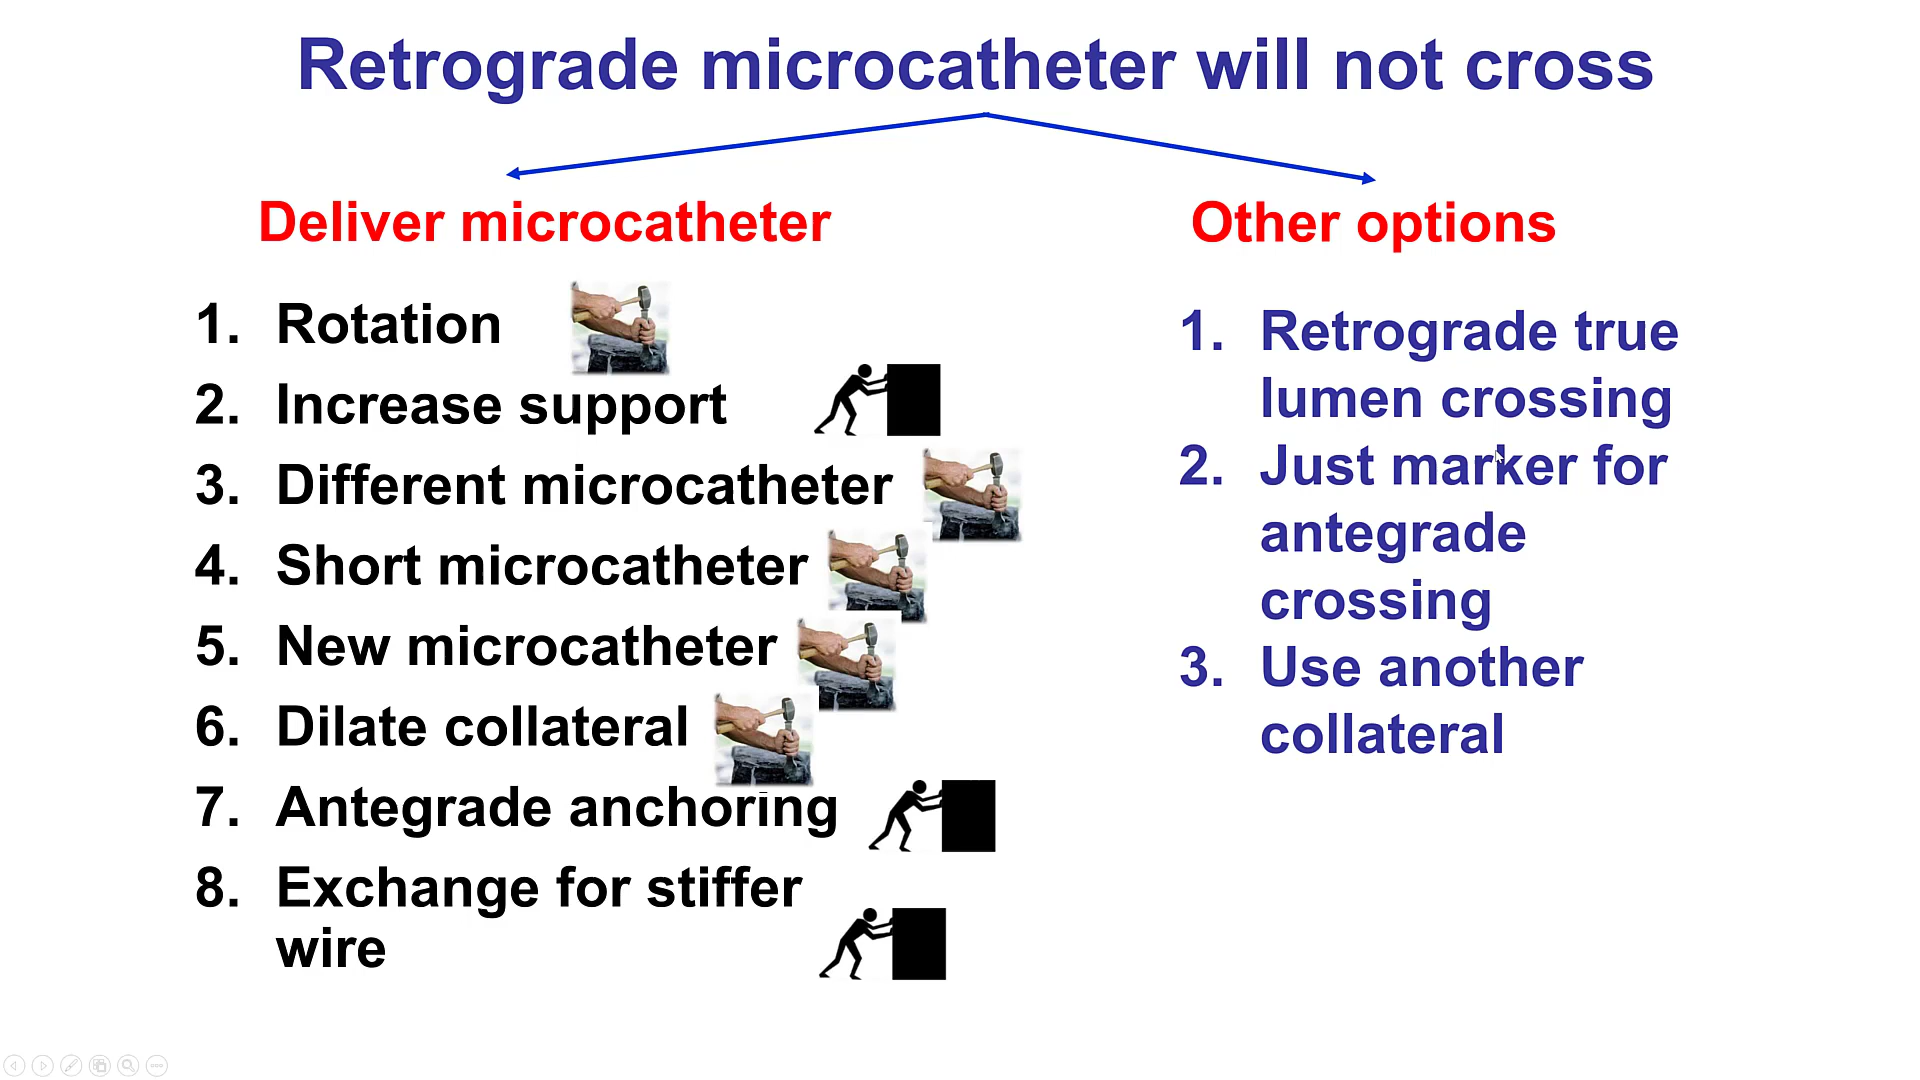 Retrograde microcatheter will not cross
Deliver microcatheter
1. Rotation
2. Increase support
3. Different microcatheter
4. Short microcatheter
5. New microcatheter
6. Dilate collateral
7. Antegrade anchoring
8. Exchange for stiffer
wire
Other options
1. Retrograde true
lumen crossing
2. Just marker for
antegrade
crossing
3. Use another
collateral